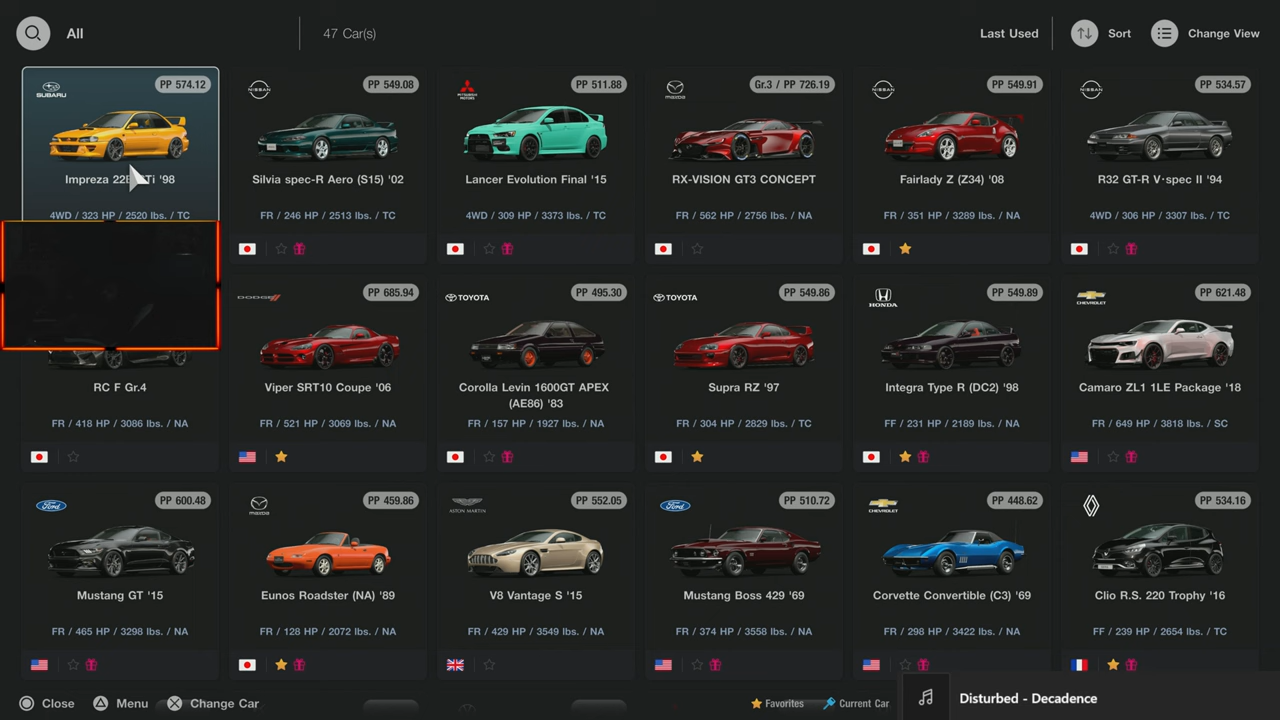 All
47 Car(s)
Last Used
Sort
Change View
SUBARU
PP 574.12
Impreza 22B
Ti '98
4WD / 323 HP / 2520 lbs. / TC
NISSAN
PP 549.08
Silvia spec-R Aero (S15) '02
FR / 246 HP / 2513 lbs. / TC
MITSUBISHI
MOTORS
PP 511.88
Lancer Evolution Final '15
4WD / 309 HP / 3373 lbs. / TC
mazda
Gr.3 / PP 726.19
RX-VISION GT3 CONCEPT
FR / 562 HP / 2756 lbs. / NA
NISSAN
PP 549.91
Fairlady Z (Z34) '08
FR / 351 HP / 3289 lbs. / NA
NISSAN
PP 534.57
R32 GT-R V·spec II '94
4WD / 306 HP / 3307 lbs. / TC
RC F Gr.4
FR / 418 HP / 3086 lbs. / NA
DODGE
PP 685.94
Viper SRT10 Coupe '06
FR / 521 HP / 3069 lbs. / NA
TOYOTA
PP 495.30
Corolla Levin 1600GT APEX
(AE86) '83
FR / 157 HP / 1927 lbs. / NA
TOYOTA
PP 549.86
Supra RZ '97
FR / 304 HP / 2829 lbs. / TC
HONDA
PP 549.89
Integra Type R (DC2) '98
FF / 231 HP / 2189 lbs. / NA
CHEVROLET
PP 621.48
Camaro ZL1 1LE Package '18
FR / 649 HP / 3818 lbs. / SC
Ford
PP 600.48
Mustang GT '15
FR / 465 HP / 3298 lbs. / NA
mazda
PP 459.86
Eunos Roadster (NA) '89
FR / 128 HP / 2072 lbs. / NA
ASTON MARTIN
PP 552.05
V8 Vantage S '15
FR / 429 HP / 3549 lbs. / NA
Ford
PP 510.72
Mustang Boss 429 '69
FR / 374 HP / 3558 lbs. / NA
CHEVROLET
PP 448.62
Corvette Convertible (C3) '69
FR / 298 HP / 3422 lbs. / NA
PP 534.16
Clio R.S. 220 Trophy '16
FF / 239 HP / 2654 lbs. / TC
Close
Menu
Change Car
Favorites
Current Car
Disturbed - Decadence